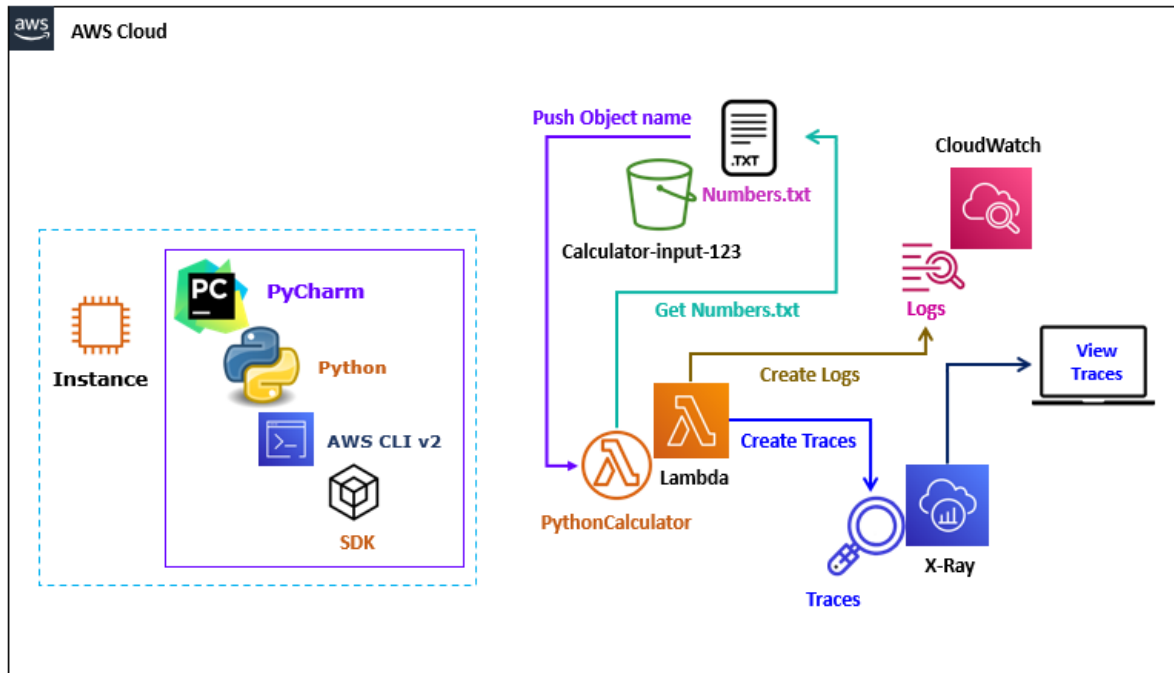 aws
AWS Cloud
Push Object name
.TXT
Numbers.txt
Calculator-input-123
CloudWatch
Logs
Get Numbers.txt
PC
PyCharm
Instance
Python
AWS CLI v2
SDK
Create Logs
View
Traces
Create Traces
Lambda
PythonCalculator
X-Ray
Traces